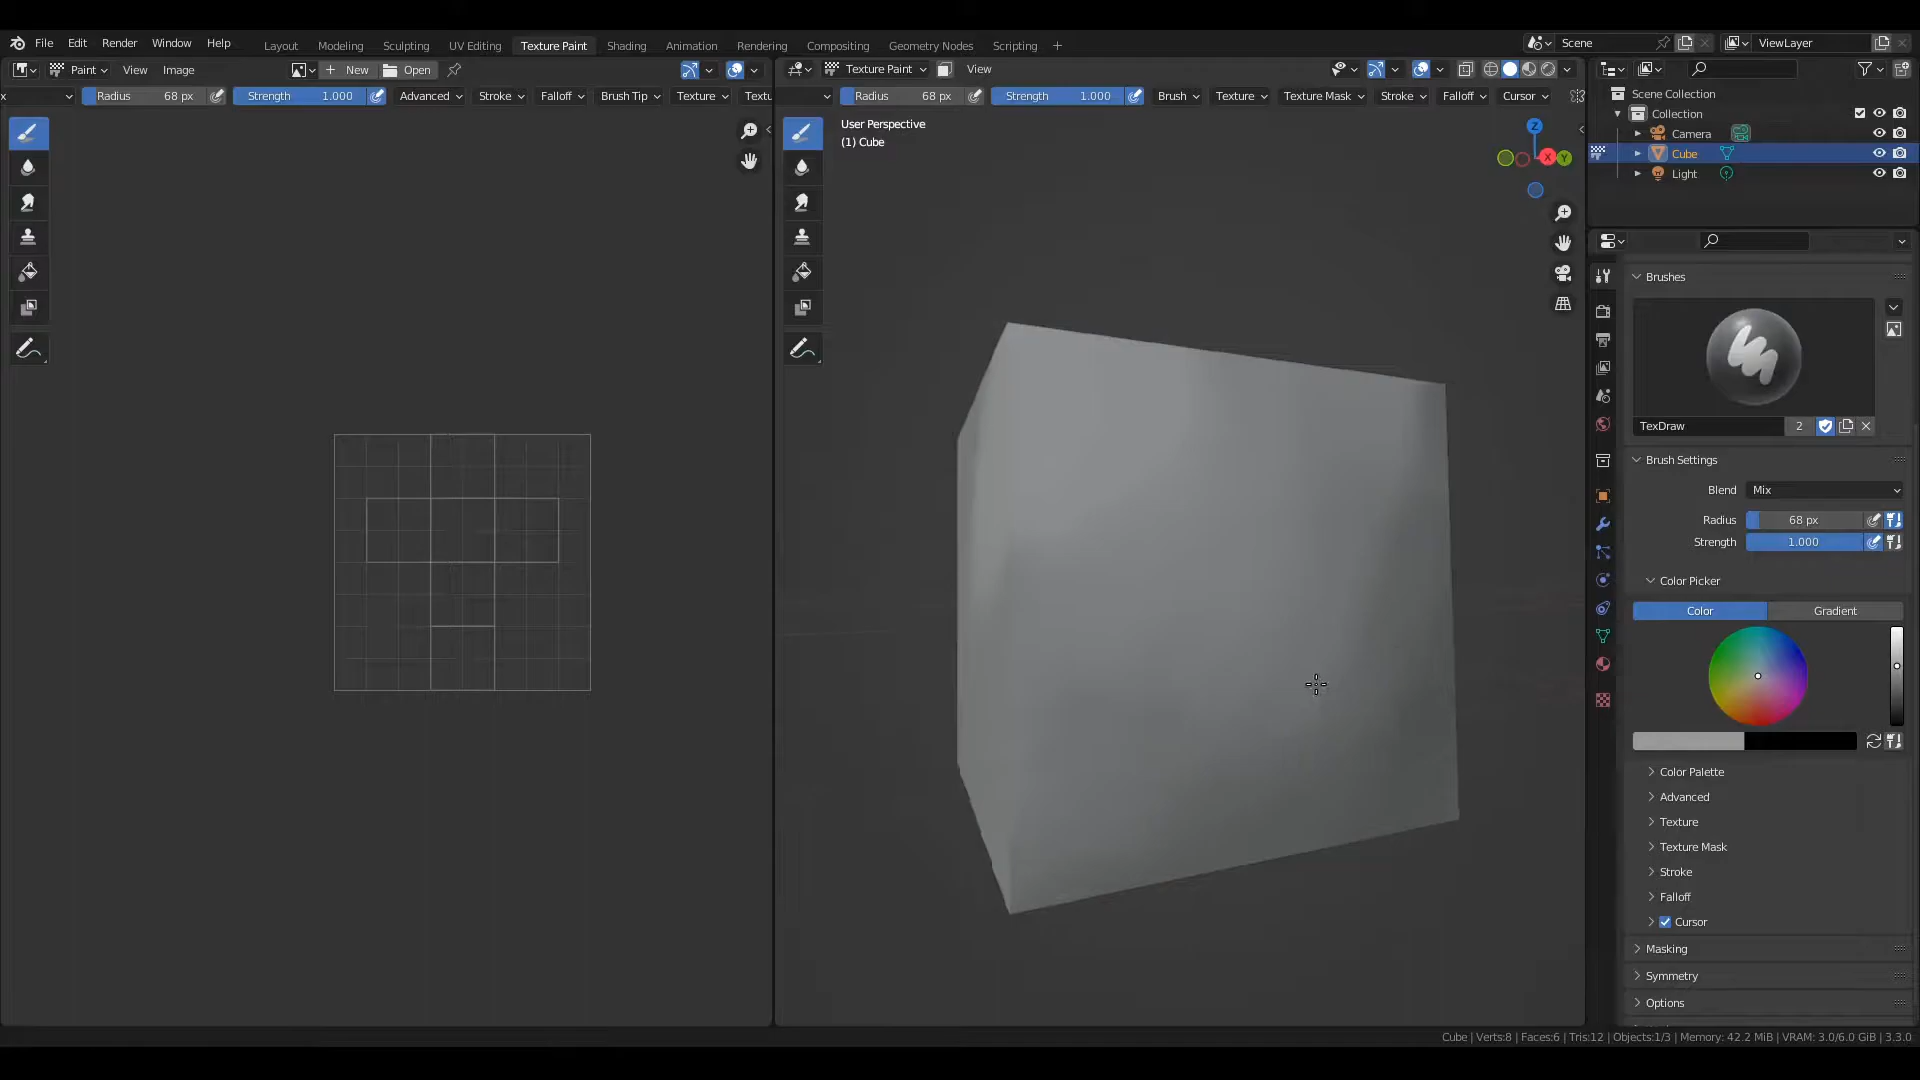 File Edit Render Window Help Layout Modeling Sculpting UV Editing Texture Paint Shading Animation Rendering Compositing Geometry Nodes Scripting + Scene ViewLayer
Paint View Image + New Open Texture Paint View
x Radius 68 px Strength 1.000 Advanced Stroke Falloff Brush Tip Texture Textu Radius 68 px Strength 1.000 Brush Texture Texture Mask Stroke Falloff Cursor
User Perspective
(1) Cube
Z
X
Y
Scene Collection
Collection
Camera
Cube
Light
Brushes
TexDraw 2
Brush Settings
Blend Mix
Radius 68 px
Strength 1.000
Color Picker
Color Gradient
Color Palette
Advanced
Texture
Texture Mask
Stroke
Falloff
Cursor
Masking
Symmetry
Options
Cube | Verts:8 | Faces:6 | Tris:12 | Objects:1/3 | Memory: 42.2 MiB | VRAM: 3.0/6.0 GiB | 3.3.0